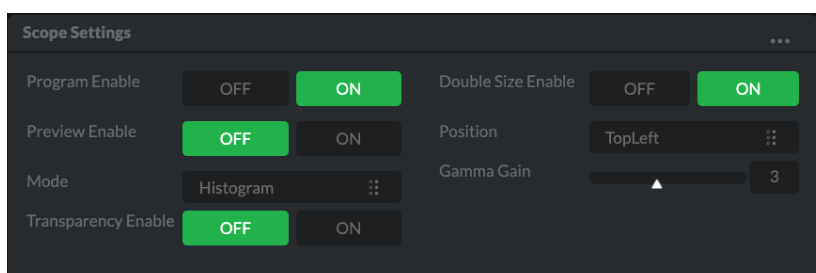 Scope Settings
...
Program Enable OFF ON
Double Size Enable OFF ON
Preview Enable OFF ON
Position TopLeft
Mode Histogram
Gamma Gain 3
Transparency Enable OFF ON